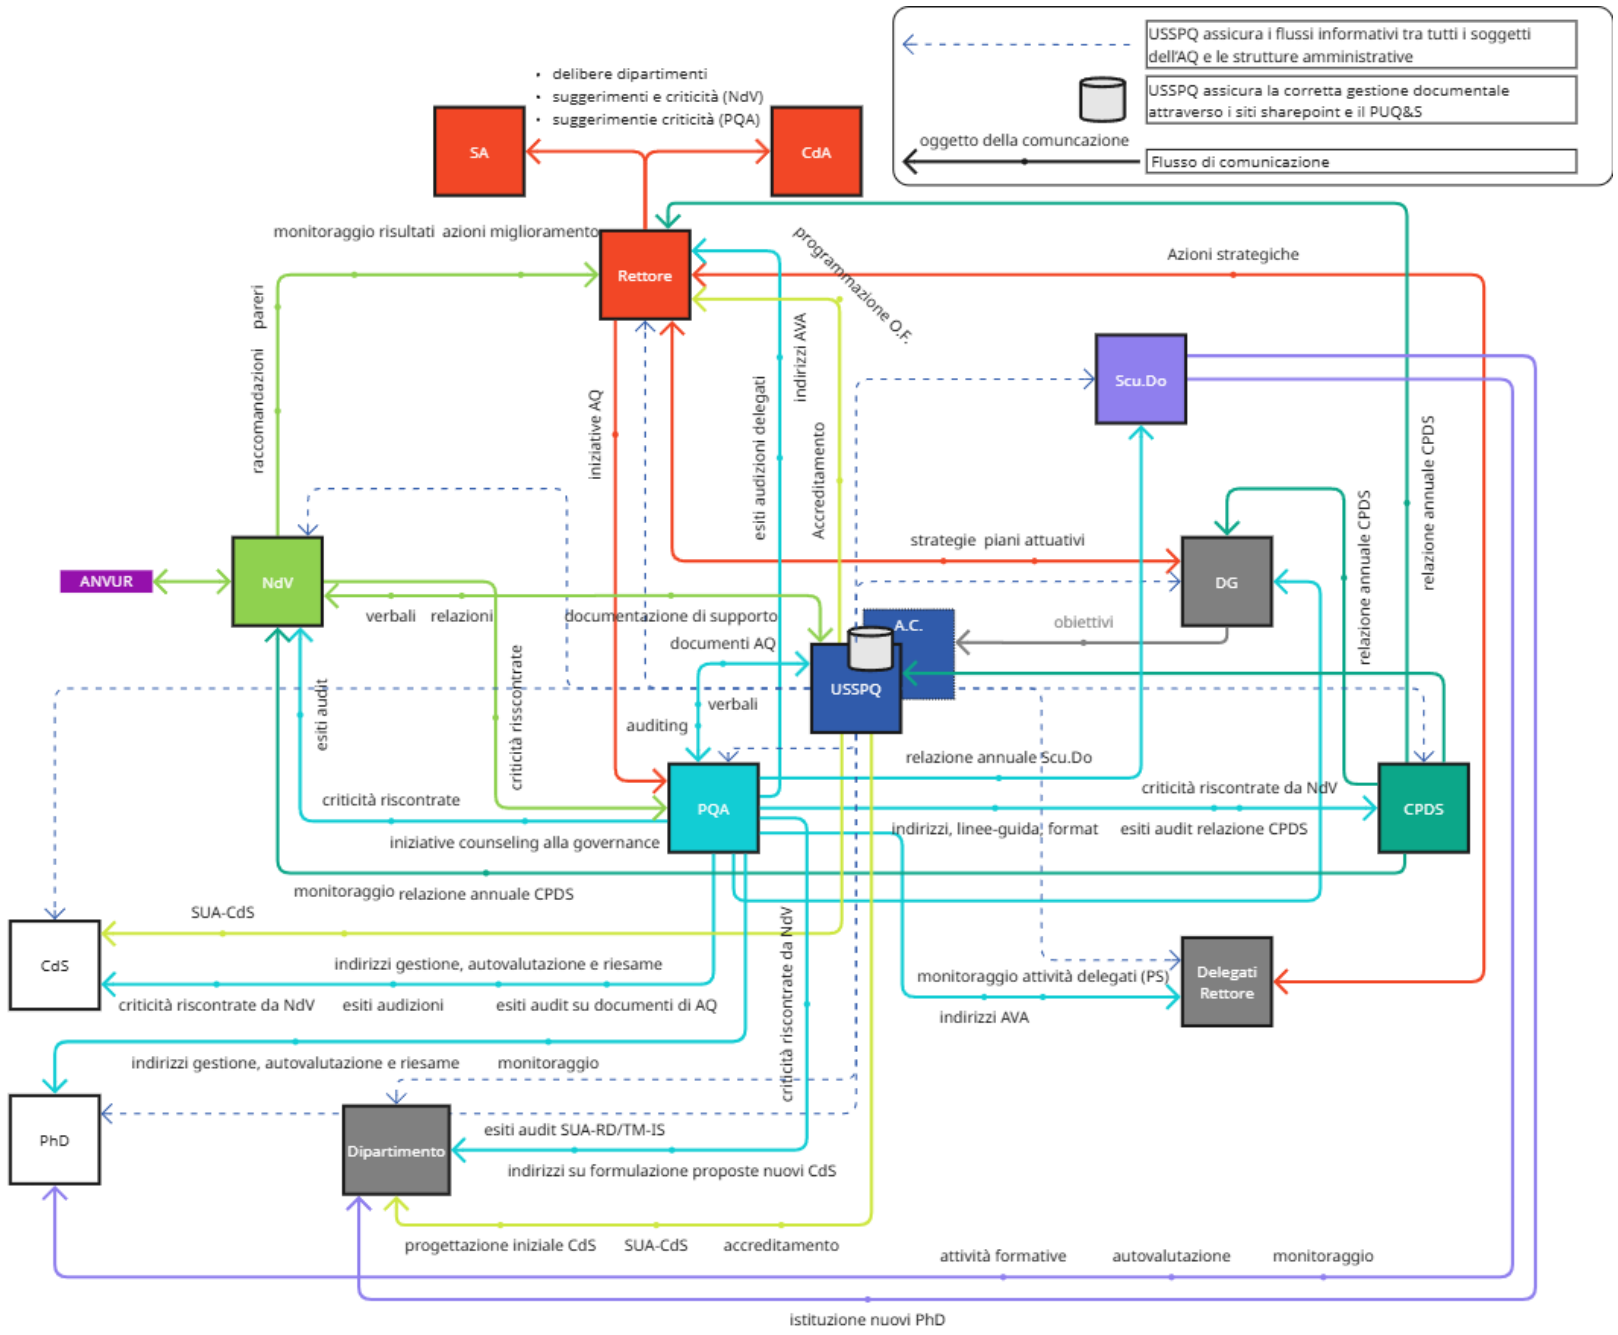 USSPQ assicura i flussi informativi tra tutti i soggetti
dell'AQ e le strutture amministrative
USSPQ assicura la corretta gestione documentale
attraverso i siti sharepoint e il PUQ&S
oggetto della comuncazione
Flusso di comunicazione
• delibere dipartimenti
• suggerimenti e criticità (NdV)
• suggerimentie criticità (PQA)
SA
CdA
monitoraggio risultati azioni miglioramento
Rettore
programmazione O.F.
Azioni strategiche
raccomandazioni pareri
iniziative AQ
esiti audizioni delegati
indirizzi AVA
Accreditamento
Scu.Do
relazione annuale CPDS
relazione annuale CPDS
strategie piani attuativi
ANVUR
NdV
DG
verbali relazioni
documentazione di supporto
documenti AQ
A.C.
obiettivi
USSPQ
esiti audit
criticità risscontrate
verbali
auditing
relazione annuale Scu.Do
criticità riscontrate da NdV
criticità riscontrate
PQA
CPDS
indirizzi, linee-guida, format
esiti audit relazione CPDS
iniziative counseling alla governance
monitoraggio relazione annuale CPDS
SUA-CdS
criticità riscontrate da NdV
CdS
indirizzi gestione, autovalutazione e riesame
monitoraggio attività delegati (PS)
Delegati
Rettore
criticità riscontrate da NdV
esiti audizioni
esiti audit su documenti di AQ
indirizzi AVA
indirizzi gestione, autovalutazione e riesame
monitoraggio
PhD
Dipartimento
esiti audit SUA-RD/TM-IS
indirizzi su formulazione proposte nuovi CdS
progettazione iniziale CdS
SUA-CdS
accreditamento
attività formative
autovalutazione
monitoraggio
istituzione nuovi PhD